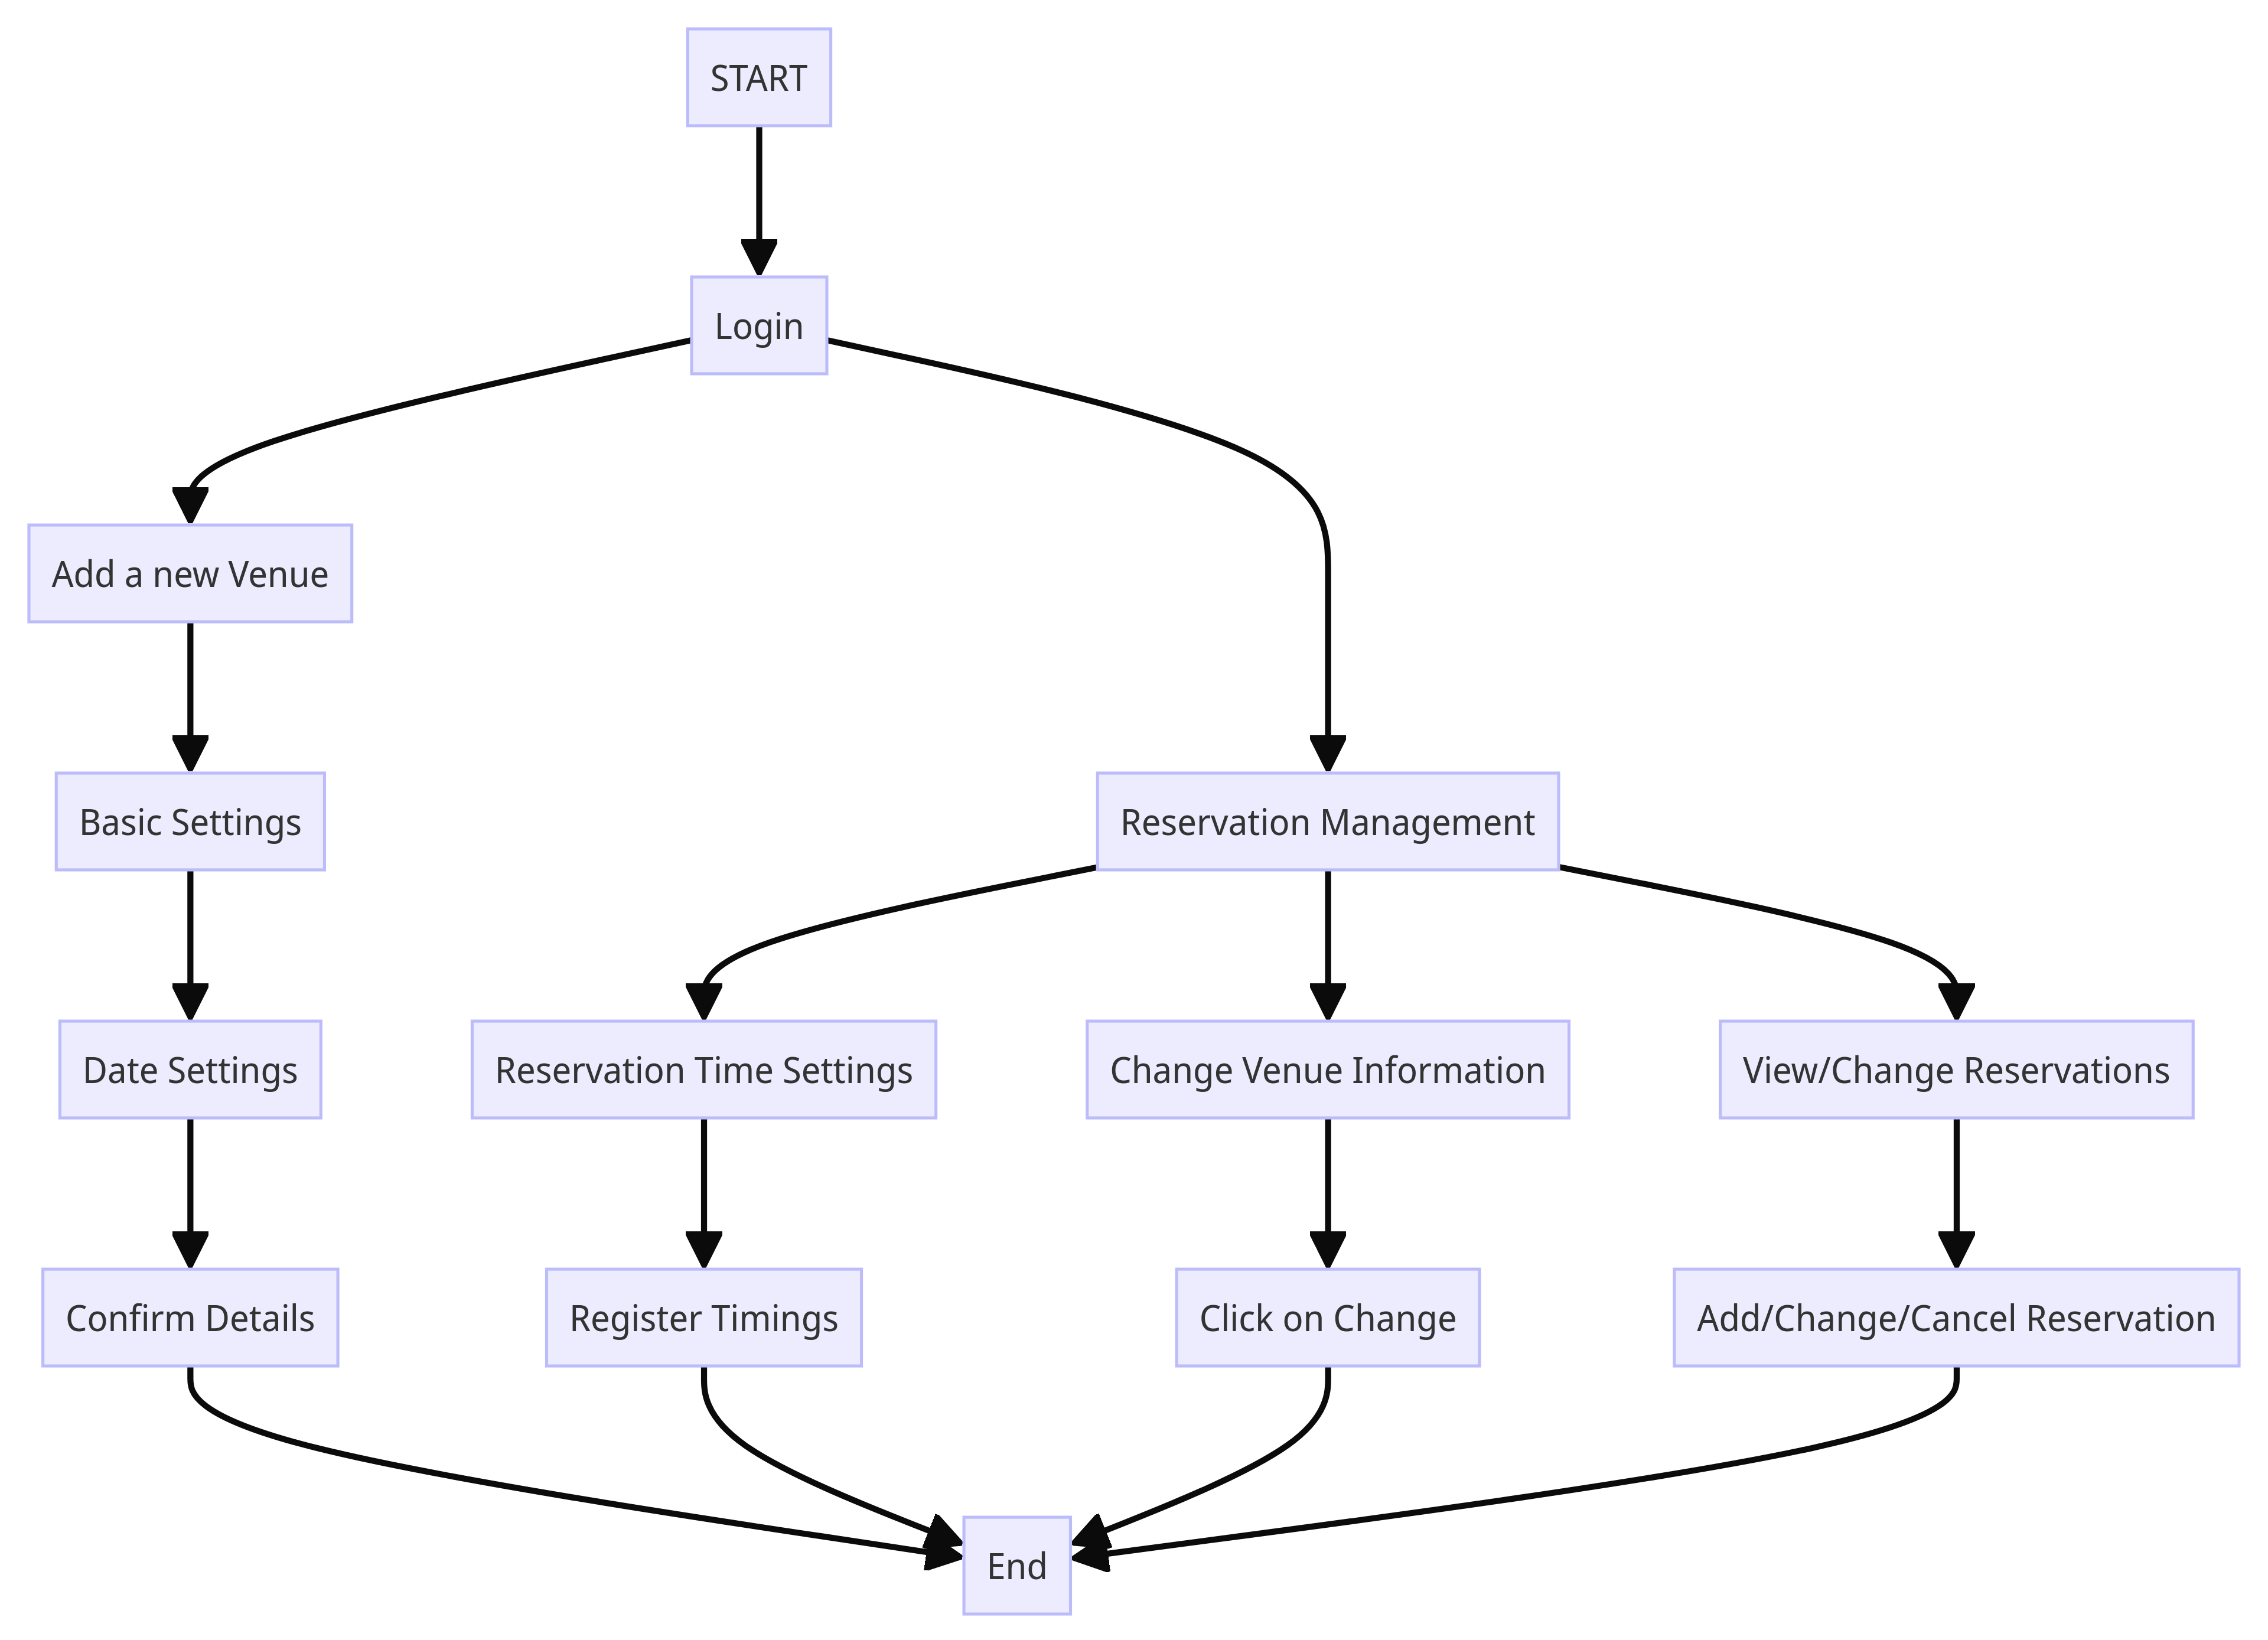 START
Login
Add a new Venue
Basic Settings
Reservation Management
Date Settings
Reservation Time Settings
Change Venue Information
View/Change Reservations
Confirm Details
Register Timings
Click on Change
Add/Change/Cancel Reservation
End